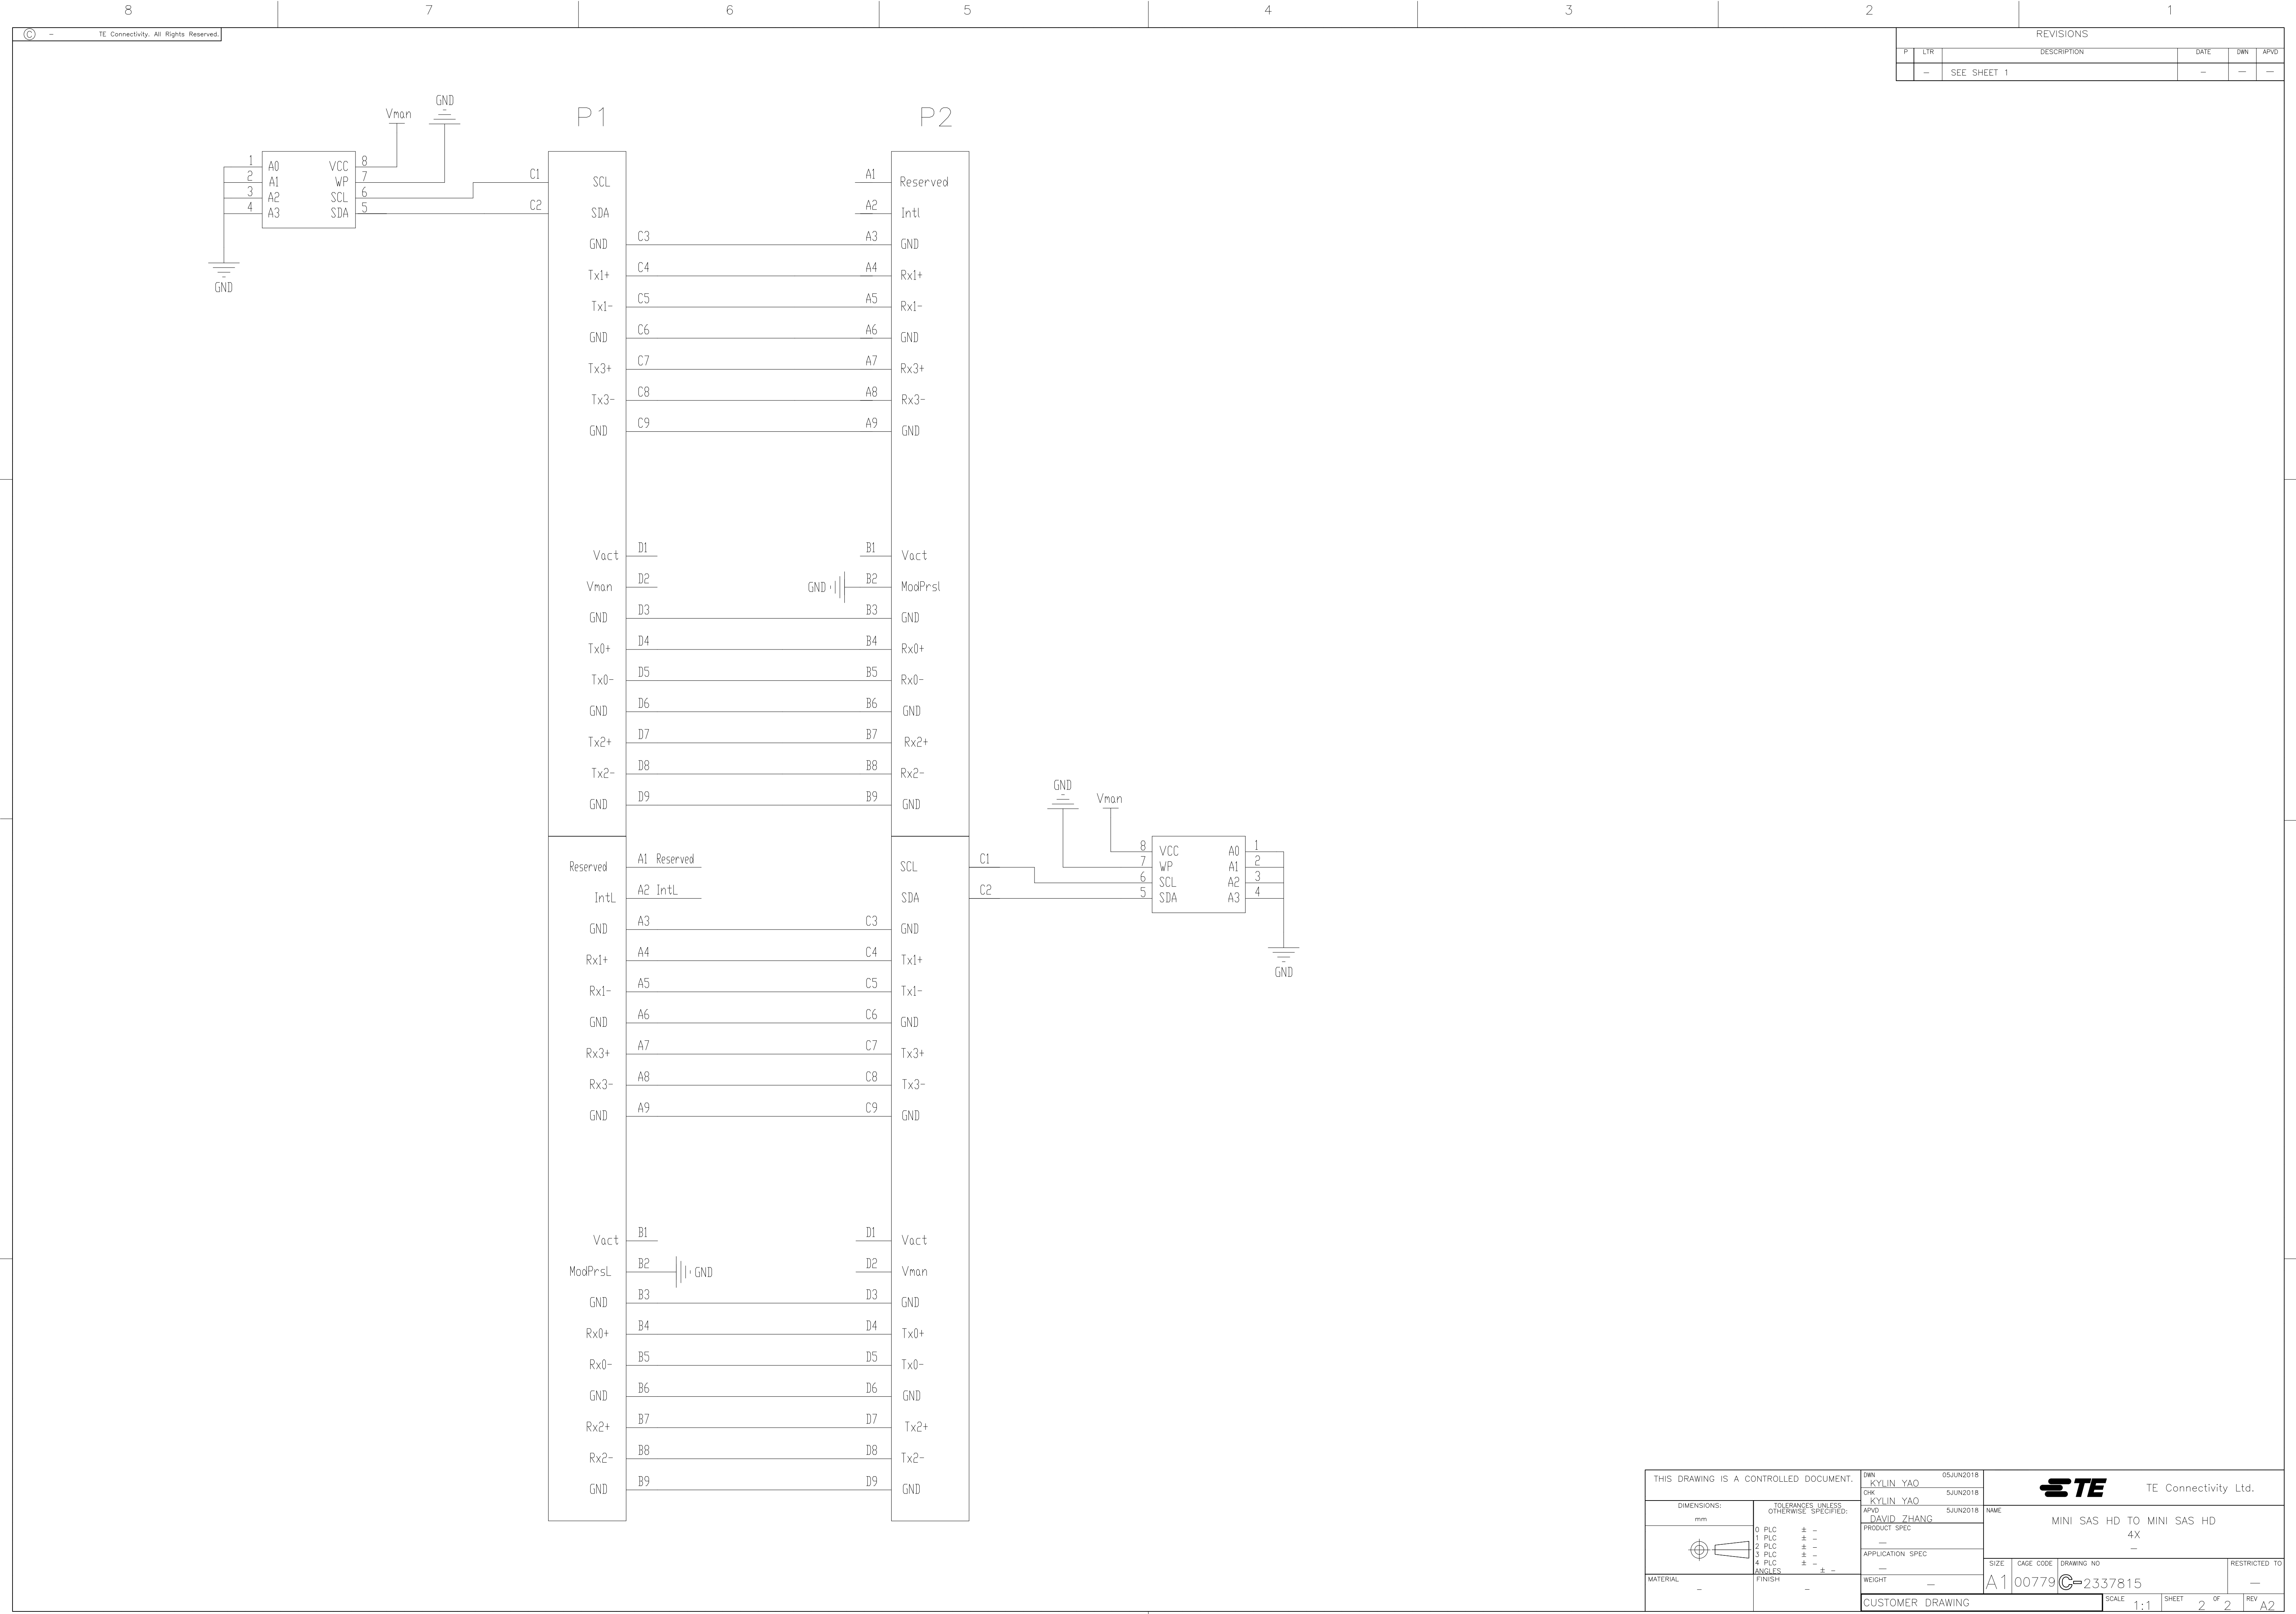 8 7 6 5 4 3 2 1
© - TE Connectivity. All Rights Reserved.
REVISIONS
P LTR DESCRIPTION DATE DWN APVD
- SEE SHEET 1 - - -
GND
Vman
P1 P2
1 A0 VCC 8
2 A1 WP 7
3 A2 SCL 6
4 A3 SDA 5
GND
C1 SCL A1 Reserved
C2 SDA A2 Intl
GND C3 A3 GND
Tx1+ C4 A4 Rx1+
Tx1- C5 A5 Rx1-
GND C6 A6 GND
Tx3+ C7 A7 Rx3+
Tx3- C8 A8 Rx3-
GND C9 A9 GND
Vact D1 B1 Vact
Vman D2 GND B2 ModPrsl
GND D3 B3 GND
Tx0+ D4 B4 Rx0+
Tx0- D5 B5 Rx0-
GND D6 B6 GND
Tx2+ D7 B7 Rx2+
Tx2- D8 B8 Rx2-
GND D9 B9 GND
GND
Vman
8 VCC A0 1
7 WP A1 2
6 SCL A2 3
5 SDA A3 4
GND
Reserved A1 Reserved SCL C1
IntL A2 IntL SDA C2
GND A3 C3 GND
Rx1+ A4 C4 Tx1+
Rx1- A5 C5 Tx1-
GND A6 C6 GND
Rx3+ A7 C7 Tx3+
Rx3- A8 C8 Tx3-
GND A9 C9 GND
Vact B1 D1 Vact
ModPrsL B2 GND D2 Vman
GND B3 D3 GND
Rx0+ B4 D4 Tx0+
Rx0- B5 D5 Tx0-
GND B6 D6 GND
Rx2+ B7 D7 Tx2+
Rx2- B8 D8 Tx2-
GND B9 D9 GND
THIS DRAWING IS A CONTROLLED DOCUMENT.
DIMENSIONS:
mm
TOLERANCES UNLESS
OTHERWISE SPECIFIED:
0 PLC ± -
1 PLC ± -
2 PLC ± -
3 PLC ± -
4 PLC ± -
ANGLES ± -
MATERIAL
-
FINISH
-
DWN 05JUN2018
KYLIN YAO
CHK 5JUN2018
KYLIN YAO
APVD 5JUN2018
DAVID ZHANG
PRODUCT SPEC
-
APPLICATION SPEC
-
WEIGHT -
CUSTOMER DRAWING
TE TE Connectivity Ltd.
NAME
MINI SAS HD TO MINI SAS HD
4X
-
SIZE CAGE CODE DRAWING NO RESTRICTED TO
A1 00779 C-2337815 -
SCALE 1:1 SHEET 2 OF 2 REV A2